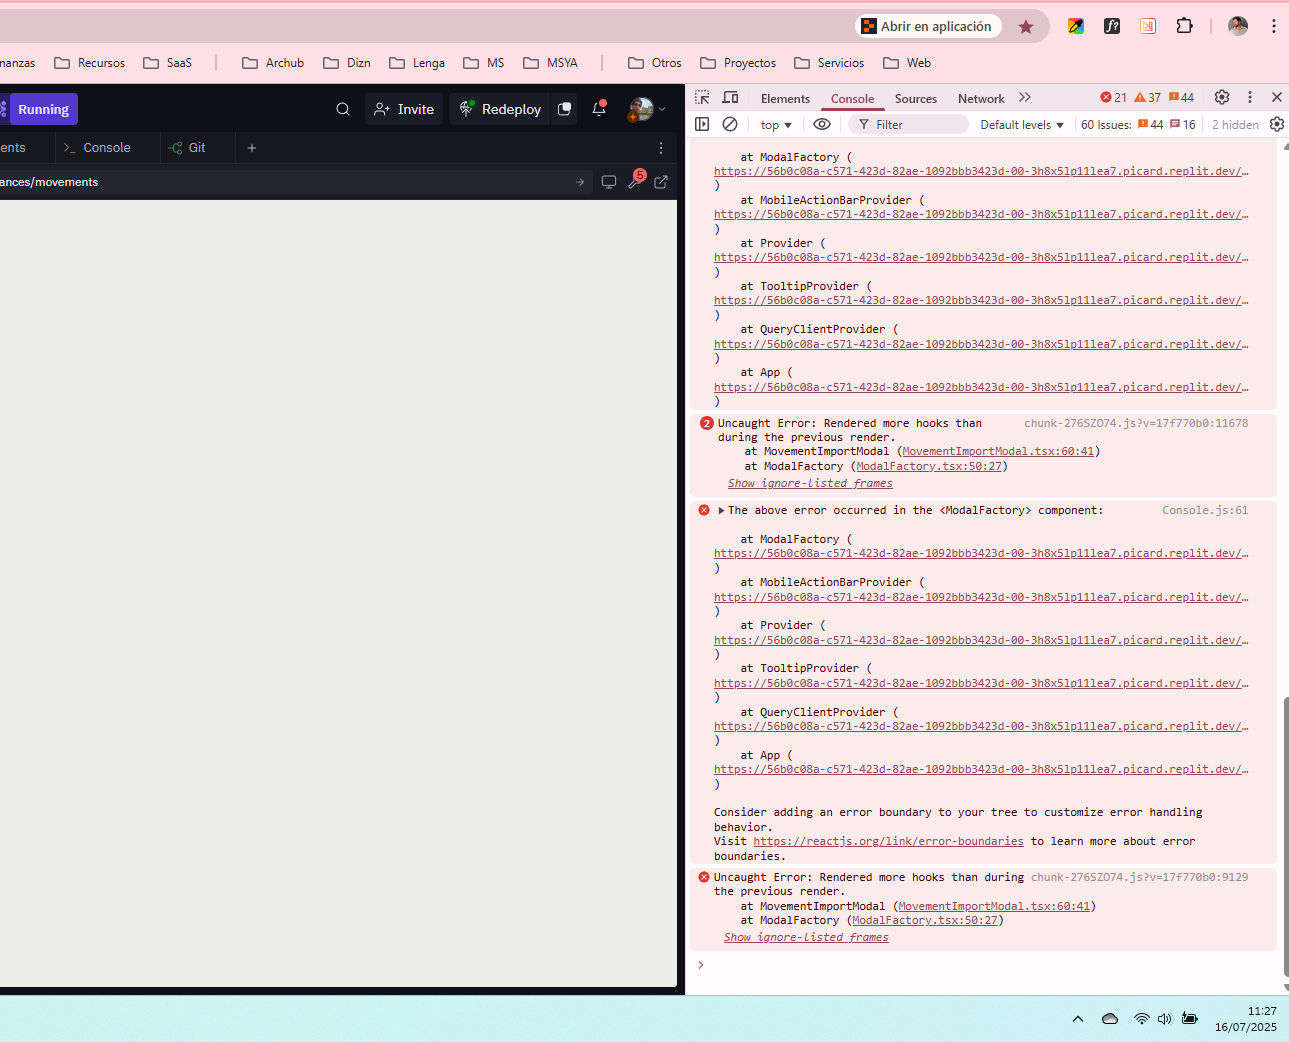 Abrir en aplicación
nanzas Recursos SaaS Archub Dizn Lenga MS MSYA Otros Proyectos Servicios Web
Running Invite Redeploy
ents Console Git
ances/movements 5
Elements Console Sources Network 21 37 44
top Filter Default levels 60 Issues: 44 16 2 hidden
at ModalFactory (
https://56b0c08a-c571-423d-82ae-1092bbb3423d-00-3h8x5lp11lea7.picard.replit.dev/…
)
at MobileActionBarProvider (
https://56b0c08a-c571-423d-82ae-1092bbb3423d-00-3h8x5lp11lea7.picard.replit.dev/…
)
at Provider (
https://56b0c08a-c571-423d-82ae-1092bbb3423d-00-3h8x5lp11lea7.picard.replit.dev/…
)
at TooltipProvider (
https://56b0c08a-c571-423d-82ae-1092bbb3423d-00-3h8x5lp11lea7.picard.replit.dev/…
)
at QueryClientProvider (
https://56b0c08a-c571-423d-82ae-1092bbb3423d-00-3h8x5lp11lea7.picard.replit.dev/…
)
at App (
https://56b0c08a-c571-423d-82ae-1092bbb3423d-00-3h8x5lp11lea7.picard.replit.dev/…
)
2 Uncaught Error: Rendered more hooks than chunk-276SZO74.js?v=17f770b0:11678
during the previous render.
at MovementImportModal (MovementImportModal.tsx:60:41)
at ModalFactory (ModalFactory.tsx:50:27)
Show ignore-listed frames
The above error occurred in the <ModalFactory> component: Console.js:61
at ModalFactory (
https://56b0c08a-c571-423d-82ae-1092bbb3423d-00-3h8x5lp11lea7.picard.replit.dev/…
)
at MobileActionBarProvider (
https://56b0c08a-c571-423d-82ae-1092bbb3423d-00-3h8x5lp11lea7.picard.replit.dev/…
)
at Provider (
https://56b0c08a-c571-423d-82ae-1092bbb3423d-00-3h8x5lp11lea7.picard.replit.dev/…
)
at TooltipProvider (
https://56b0c08a-c571-423d-82ae-1092bbb3423d-00-3h8x5lp11lea7.picard.replit.dev/…
)
at QueryClientProvider (
https://56b0c08a-c571-423d-82ae-1092bbb3423d-00-3h8x5lp11lea7.picard.replit.dev/…
)
at App (
https://56b0c08a-c571-423d-82ae-1092bbb3423d-00-3h8x5lp11lea7.picard.replit.dev/…
)
Consider adding an error boundary to your tree to customize error handling
behavior.
Visit https://reactjs.org/link/error-boundaries to learn more about error
boundaries.
Uncaught Error: Rendered more hooks than during chunk-276SZO74.js?v=17f770b0:9129
the previous render.
at MovementImportModal (MovementImportModal.tsx:60:41)
at ModalFactory (ModalFactory.tsx:50:27)
Show ignore-listed frames
11:27
16/07/2025